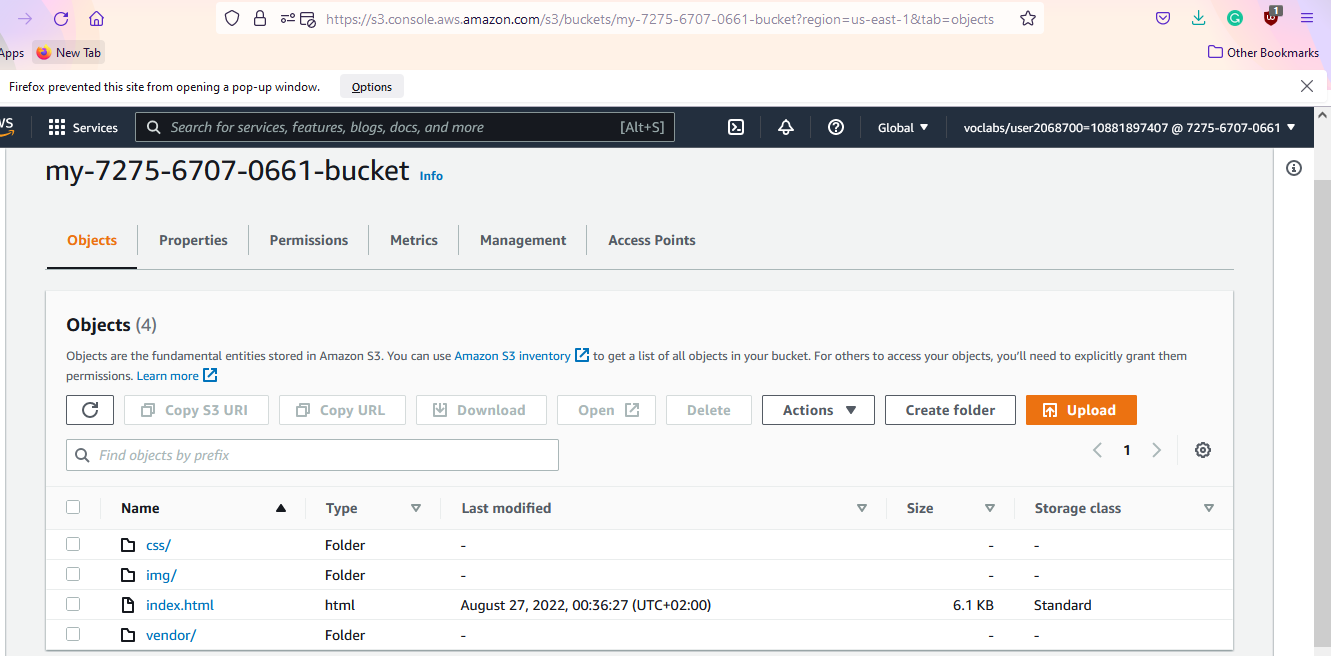 https://s3.console.aws.amazon.com/s3/buckets/my-7275-6707-0661-bucket?region=us-east-1&tab=objects
1
Apps New Tab Other Bookmarks
Firefox prevented this site from opening a pop-up window. Options
Services Search for services, features, blogs, docs, and more [Alt+S] Global voclabs/user2068700=10881897407 @ 7275-6707-0661
my-7275-6707-0661-bucket Info
Objects Properties Permissions Metrics Management Access Points
Objects (4)
Objects are the fundamental entities stored in Amazon S3. You can use Amazon S3 inventory to get a list of all objects in your bucket. For others to access your objects, you'll need to explicitly grant them
permissions. Learn more
Copy S3 URI Copy URL Download Open Delete Actions Create folder Upload
Find objects by prefix 1
Name Type Last modified Size Storage class
css/ Folder - - -
img/ Folder - - -
index.html html August 27, 2022, 00:36:27 (UTC+02:00) 6.1 KB Standard
vendor/ Folder - - -